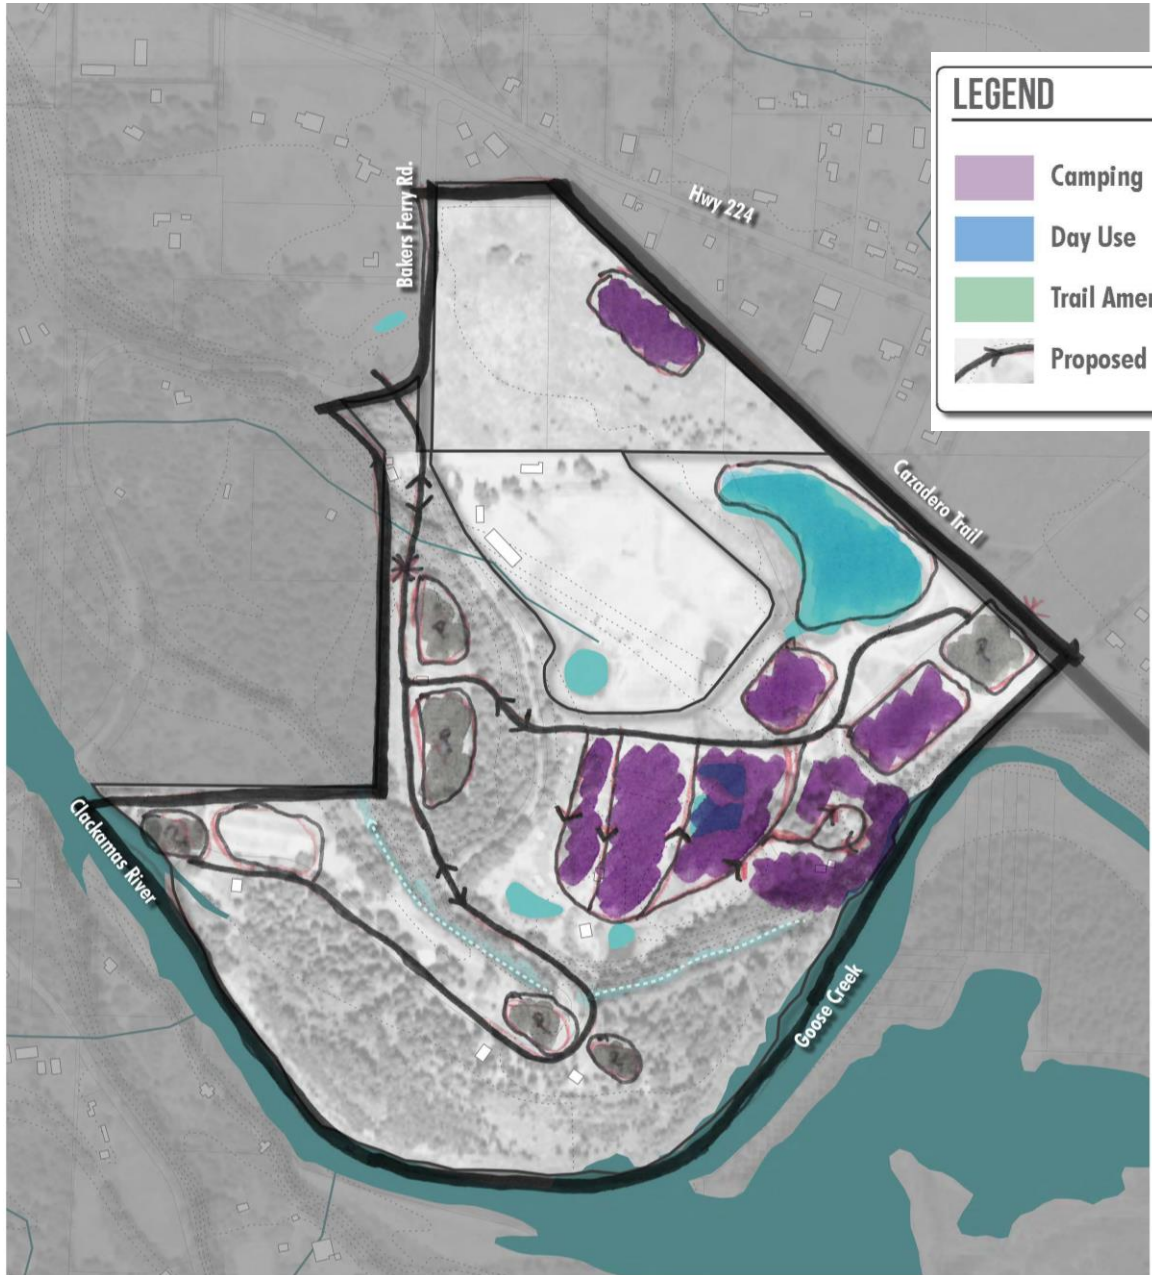 LEGEND
Camping
Day Use
Trail Amer
Proposed
Bakers Ferry Rd.
Hwy 224
Cazadero Trail
Clackamas River
Goose Creek